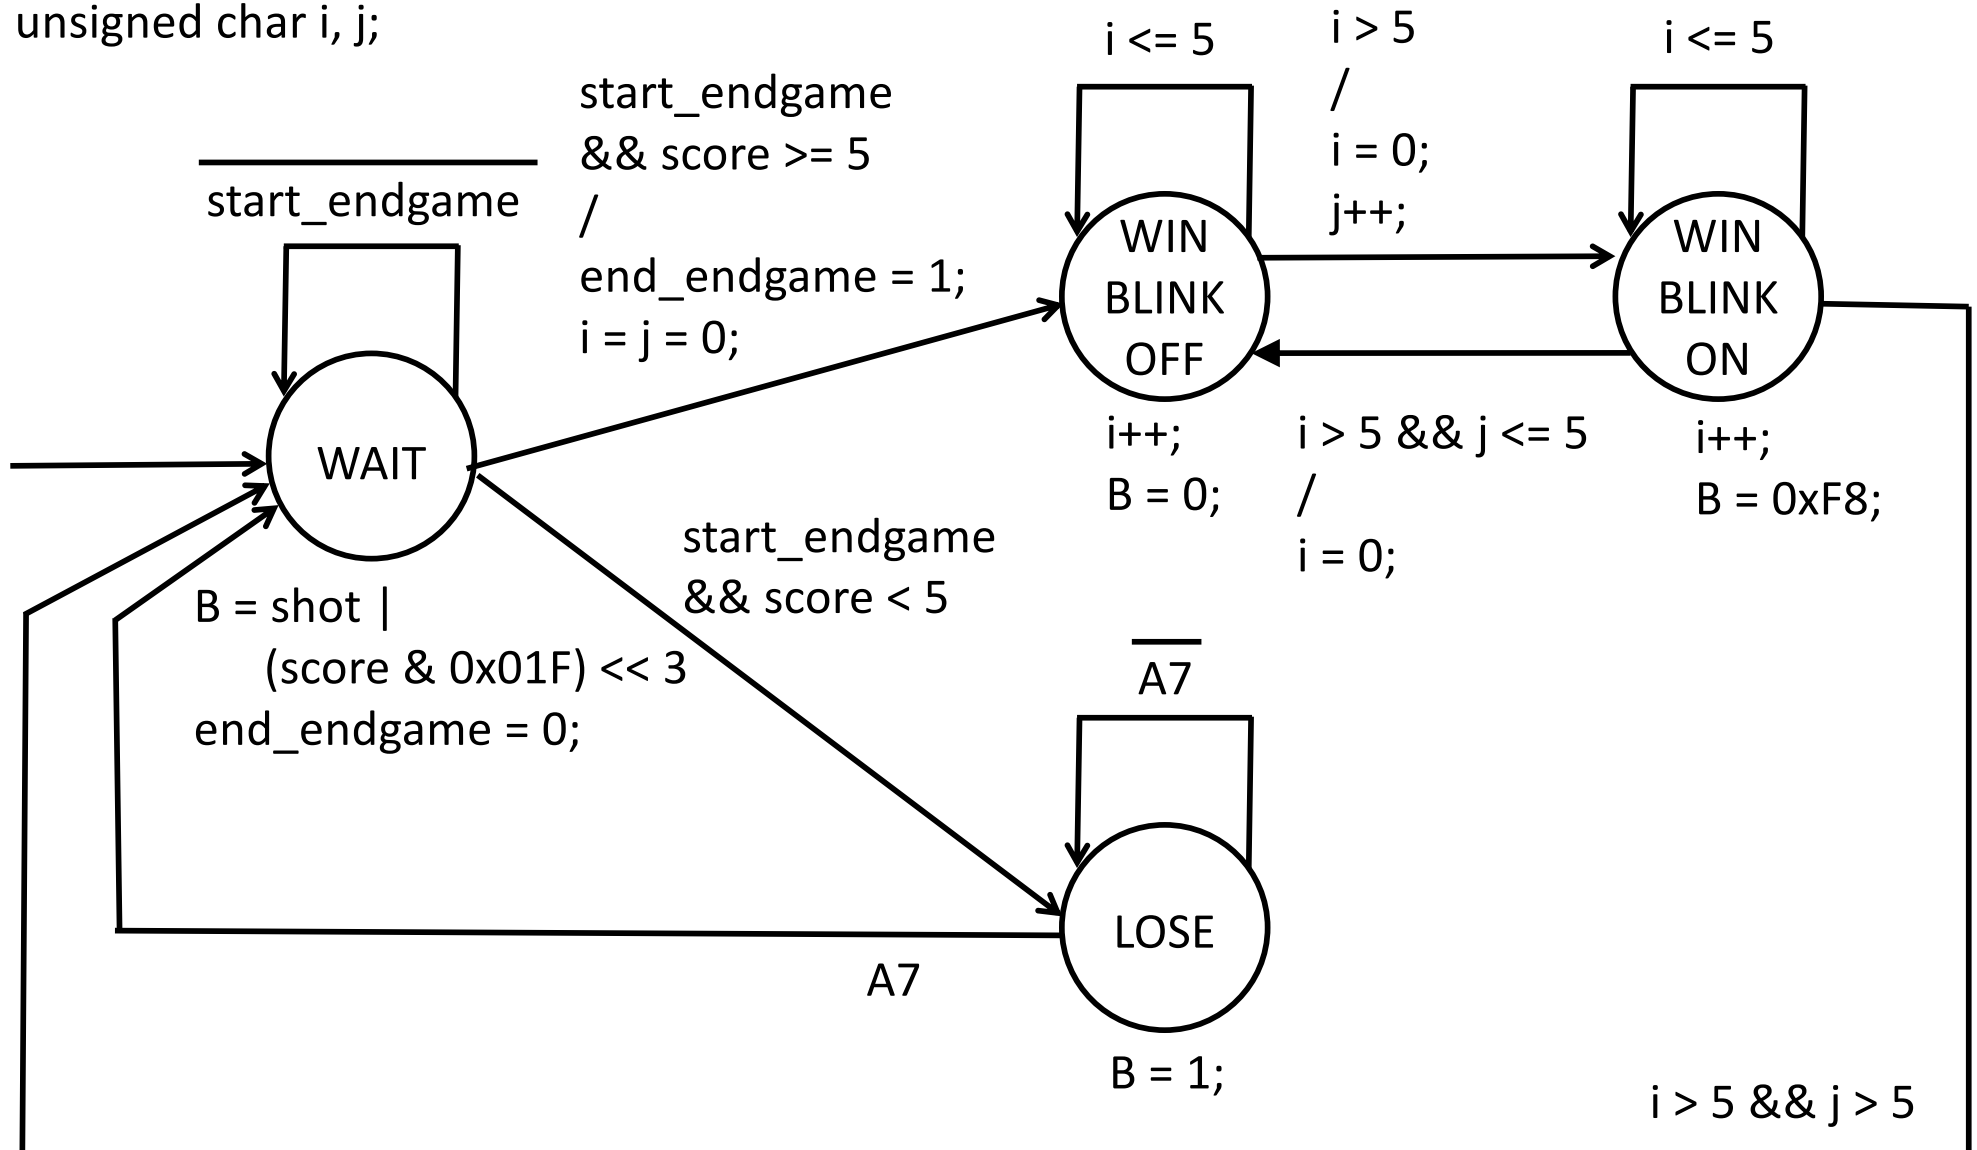 unsigned char i, j;
start_endgame
start_endgame
&& score >= 5
/
end_endgame = 1;
i = j = 0;
i <= 5
i > 5
/
i = 0;
j++;
i <= 5
WAIT
B = shot |
(score & 0x01F) << 3
end_endgame = 0;
WIN
BLINK
OFF
i++;
B = 0;
WIN
BLINK
ON
i++;
B = 0xF8;
i > 5 && j <= 5
/
i = 0;
start_endgame
&& score < 5
A7
LOSE
B = 1;
A7
i > 5 && j > 5